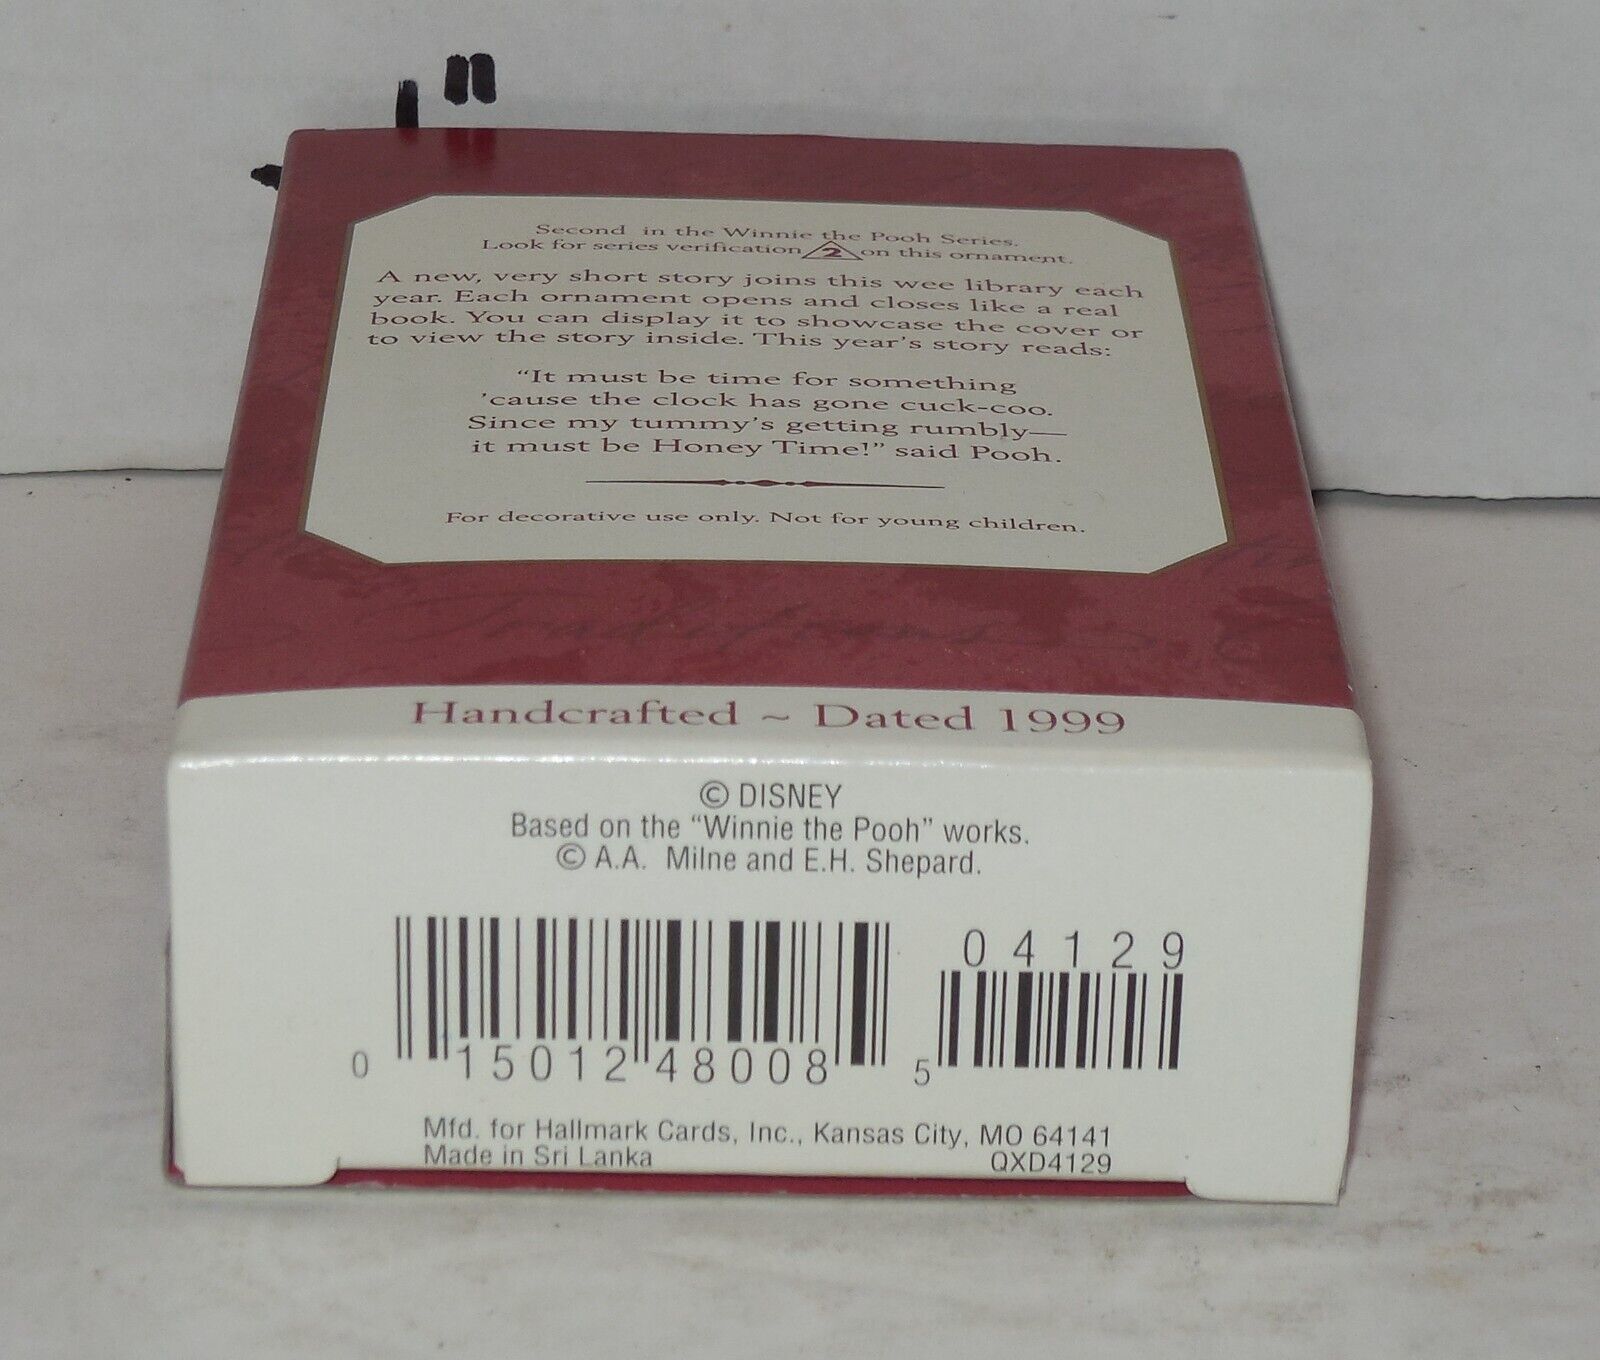 Second in the Winnie the Pooh Series.
Look for series verification 2 on this ornament.
A new, very short story joins this wee library each
year. Each ornament opens and closes like a real
book. You can display it to showcase the cover or
to view the story inside. This year's story reads:
"It must be time for something
'cause the clock has gone cuck-coo.
Since my tummy's getting rumbly—
it must be Honey Time!" said Pooh.
For decorative use only. Not for young children.
Handcrafted ~ Dated 1999
© DISNEY
Based on the "Winnie the Pooh" works.
© A.A. Milne and E.H. Shepard.
04129
0 15012 48008 5
Mfd. for Hallmark Cards, Inc., Kansas City, MO 64141
Made in Sri Lanka QXD4129